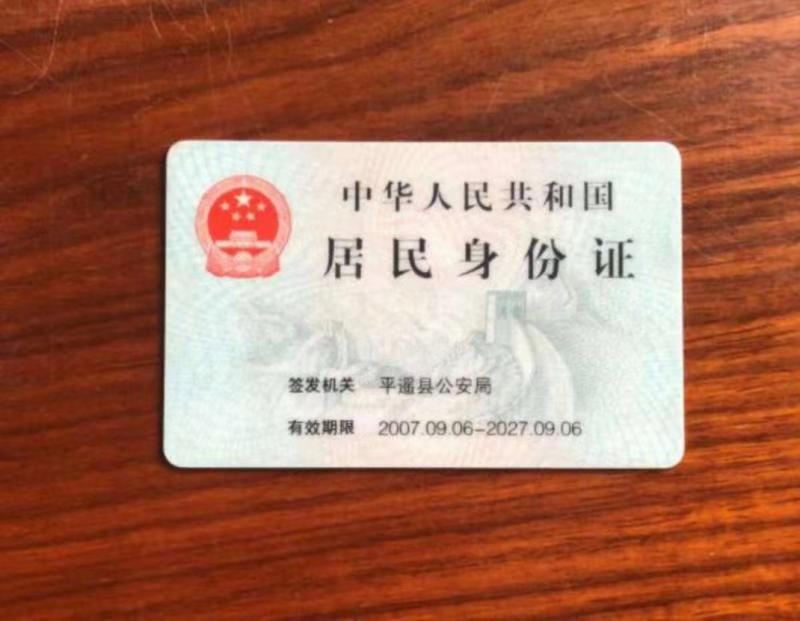 中华人民共和国
居民身份证
签发机关 平遥县公安局
有效期限 2007.09.06-2027.09.06